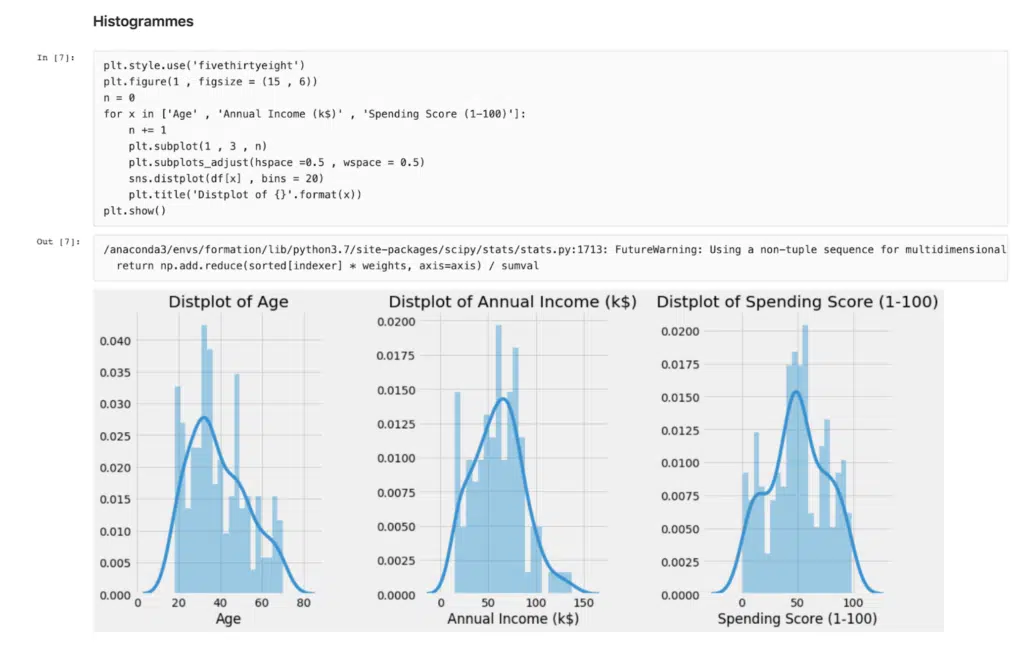 Histogrammes
In [7]:
plt.style.use('fivethirtyeight')
plt.figure(1 , figsize = (15 , 6))
n = 0
for x in ['Age' , 'Annual Income (k$)' , 'Spending Score (1-100)']:
    n += 1
    plt.subplot(1 , 3 , n)
    plt.subplots_adjust(hspace =0.5 , wspace = 0.5)
    sns.distplot(df[x] , bins = 20)
    plt.title('Distplot of {}'.format(x))
plt.show()
Out [7]:
/anaconda3/envs/formation/lib/python3.7/site-packages/scipy/stats/stats.py:1713: FutureWarning: Using a non-tuple sequence for multidimensional
  return np.add.reduce(sorted[indexer] * weights, axis=axis) / sumval
Distplot of Age
0.040
0.035
0.030
0.025
0.020
0.015
0.010
0.005
0.000
0 20 40 60 80
Age
Distplot of Annual Income (k$)
0.0200
0.0175
0.0150
0.0125
0.0100
0.0075
0.0050
0.0025
0.0000
0 50 100 150
Annual Income (k$)
Distplot of Spending Score (1-100)
0.0200
0.0175
0.0150
0.0125
0.0100
0.0075
0.0050
0.0025
0.0000
0 50 100
Spending Score (1-100)